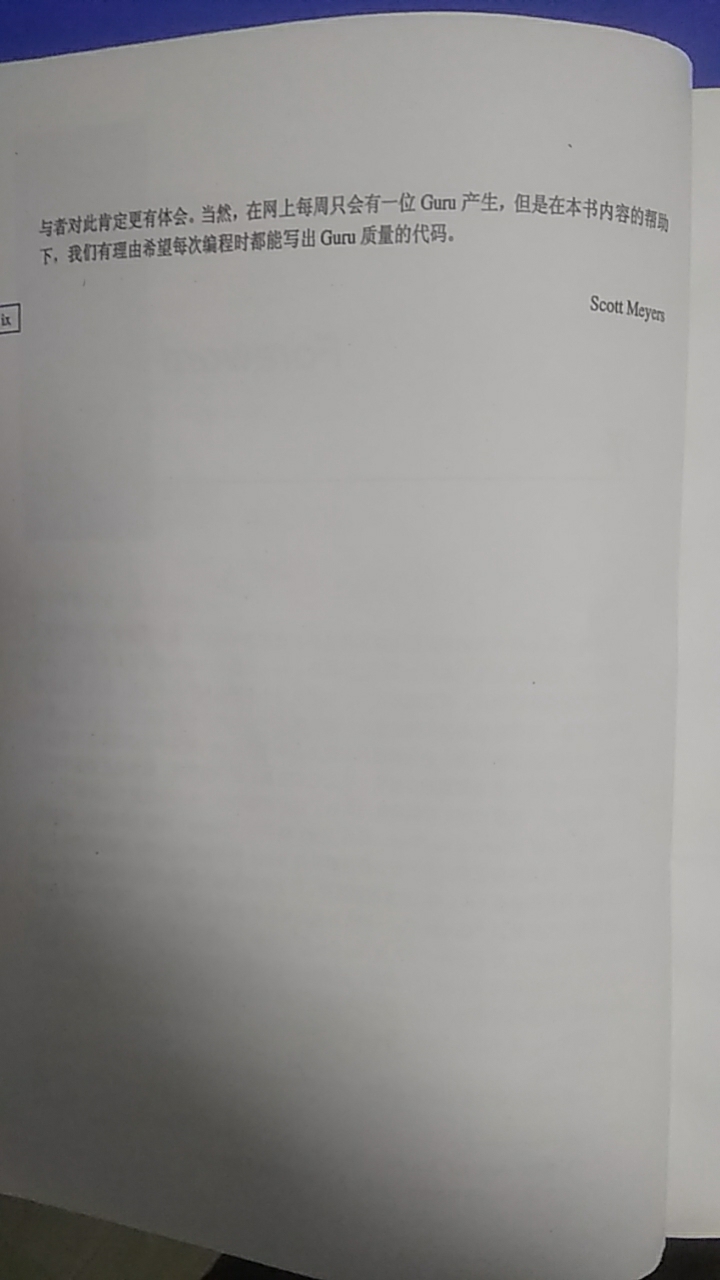 与者对此肯定更有体会。当然，在网上每周只会有一位 Guru 产生，但是在本书内容的帮助
下，我们有理由希望每次编程时都能写出 Guru 质量的代码。
Scott Meyers
ix